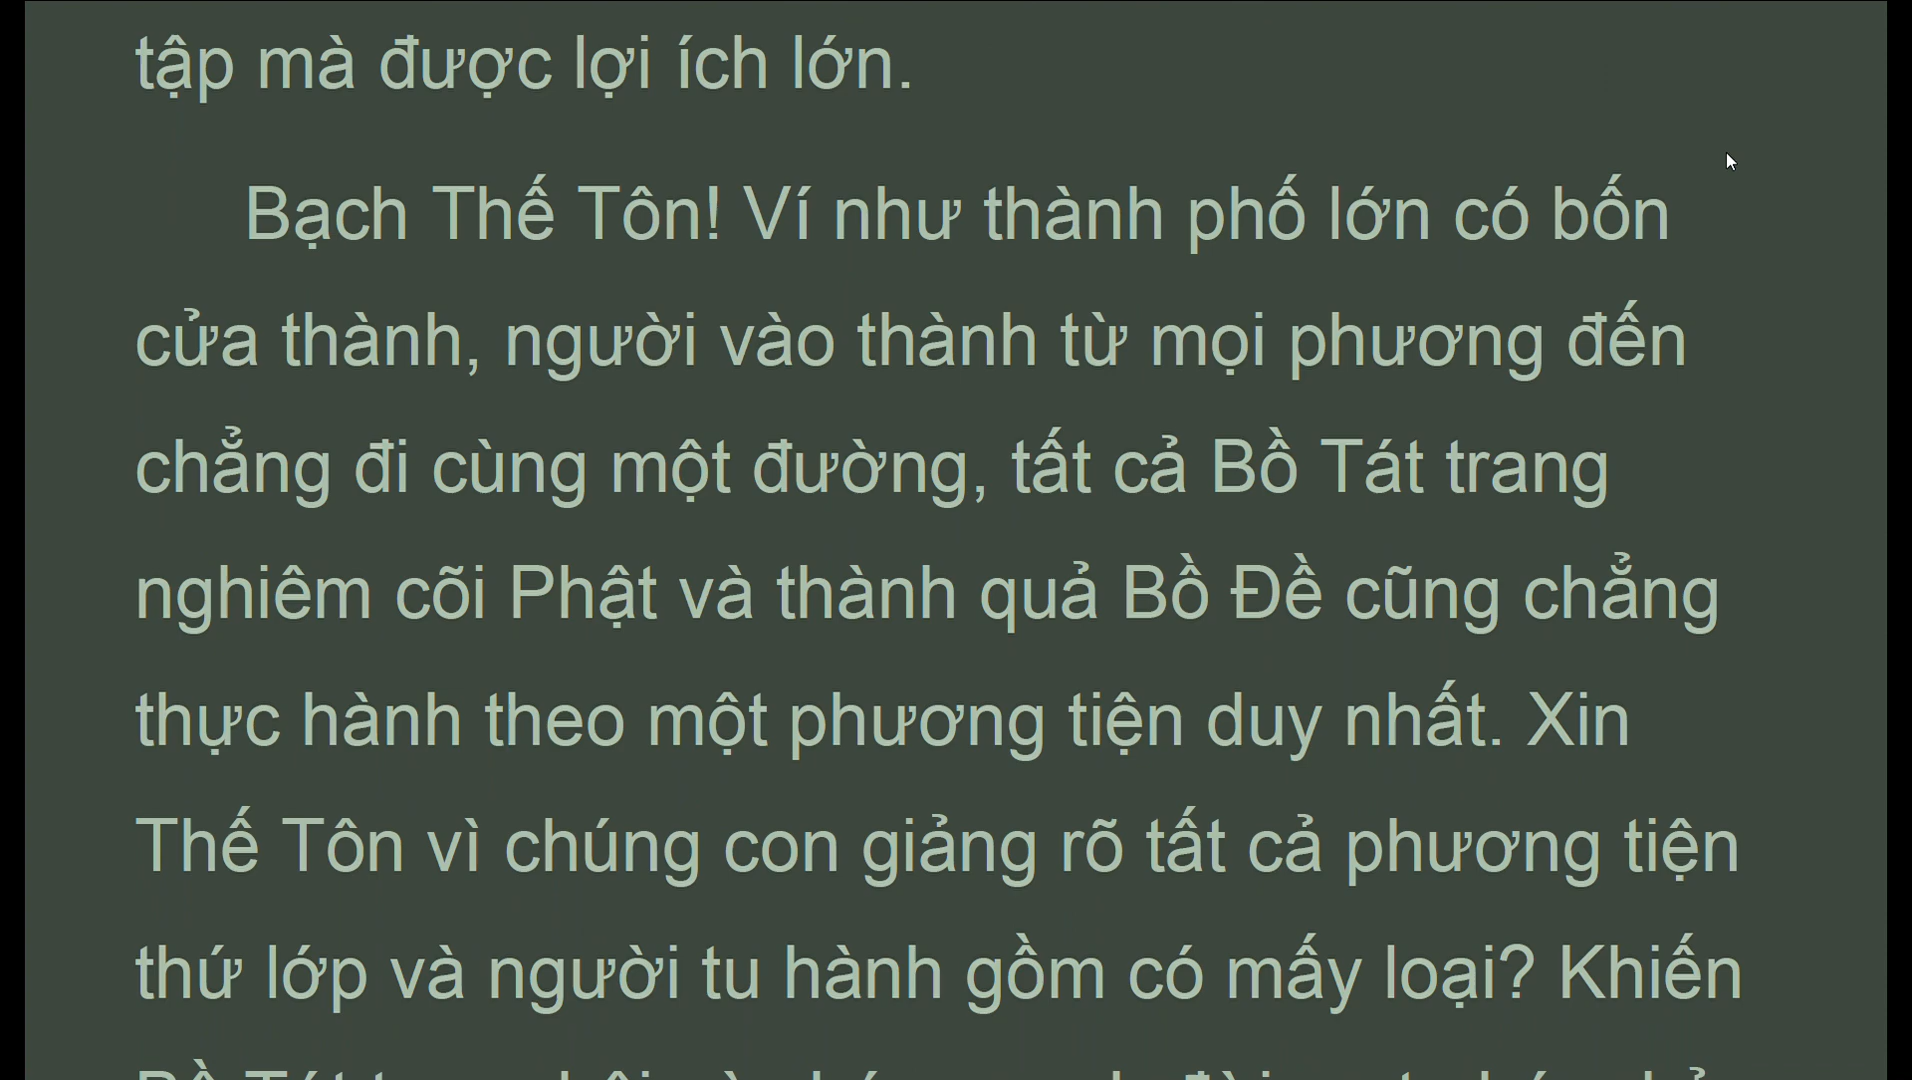 tập mà được lợi ích lớn.
Bạch Thế Tôn! Ví như thành phố lớn có bốn
cửa thành, người vào thành từ mọi phương đến
chẳng đi cùng một đường, tất cả Bồ Tát trang
nghiêm cõi Phật và thành quả Bồ Đề cũng chẳng
thực hành theo một phương tiện duy nhất. Xin
Thế Tôn vì chúng con giảng rõ tất cả phương tiện
thứ lớp và người tu hành gồm có mấy loại? Khiến